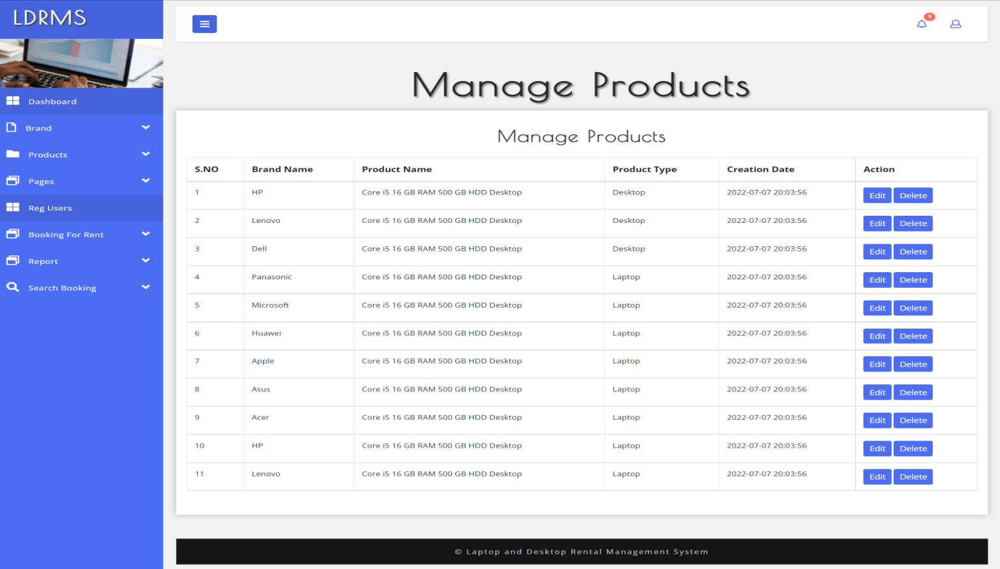 LDRMS
1
Dashboard
Brand
Products
Pages
Reg Users
Booking For Rent
Report
Search Booking
Manage Products
Manage Products
S.NO Brand Name Product Name Product Type Creation Date Action
1 HP Core i5 16 GB RAM 500 GB HDD Desktop Desktop 2022-07-07 20:03:56 Edit Delete
2 Lenovo Core i5 16 GB RAM 500 GB HDD Desktop Desktop 2022-07-07 20:03:56 Edit Delete
3 Dell Core i5 16 GB RAM 500 GB HDD Desktop Desktop 2022-07-07 20:03:56 Edit Delete
4 Panasonic Core i5 16 GB RAM 500 GB HDD Desktop Laptop 2022-07-07 20:03:56 Edit Delete
5 Microsoft Core i5 16 GB RAM 500 GB HDD Desktop Laptop 2022-07-07 20:03:56 Edit Delete
6 Huawei Core i5 16 GB RAM 500 GB HDD Desktop Laptop 2022-07-07 20:03:56 Edit Delete
7 Apple Core i5 16 GB RAM 500 GB HDD Desktop Laptop 2022-07-07 20:03:56 Edit Delete
8 Asus Core i5 16 GB RAM 500 GB HDD Desktop Laptop 2022-07-07 20:03:56 Edit Delete
9 Acer Core i5 16 GB RAM 500 GB HDD Desktop Laptop 2022-07-07 20:03:56 Edit Delete
10 HP Core i5 16 GB RAM 500 GB HDD Desktop Laptop 2022-07-07 20:03:56 Edit Delete
11 Lenovo Core i5 16 GB RAM 500 GB HDD Desktop Laptop 2022-07-07 20:03:56 Edit Delete
© Laptop and Desktop Rental Management System